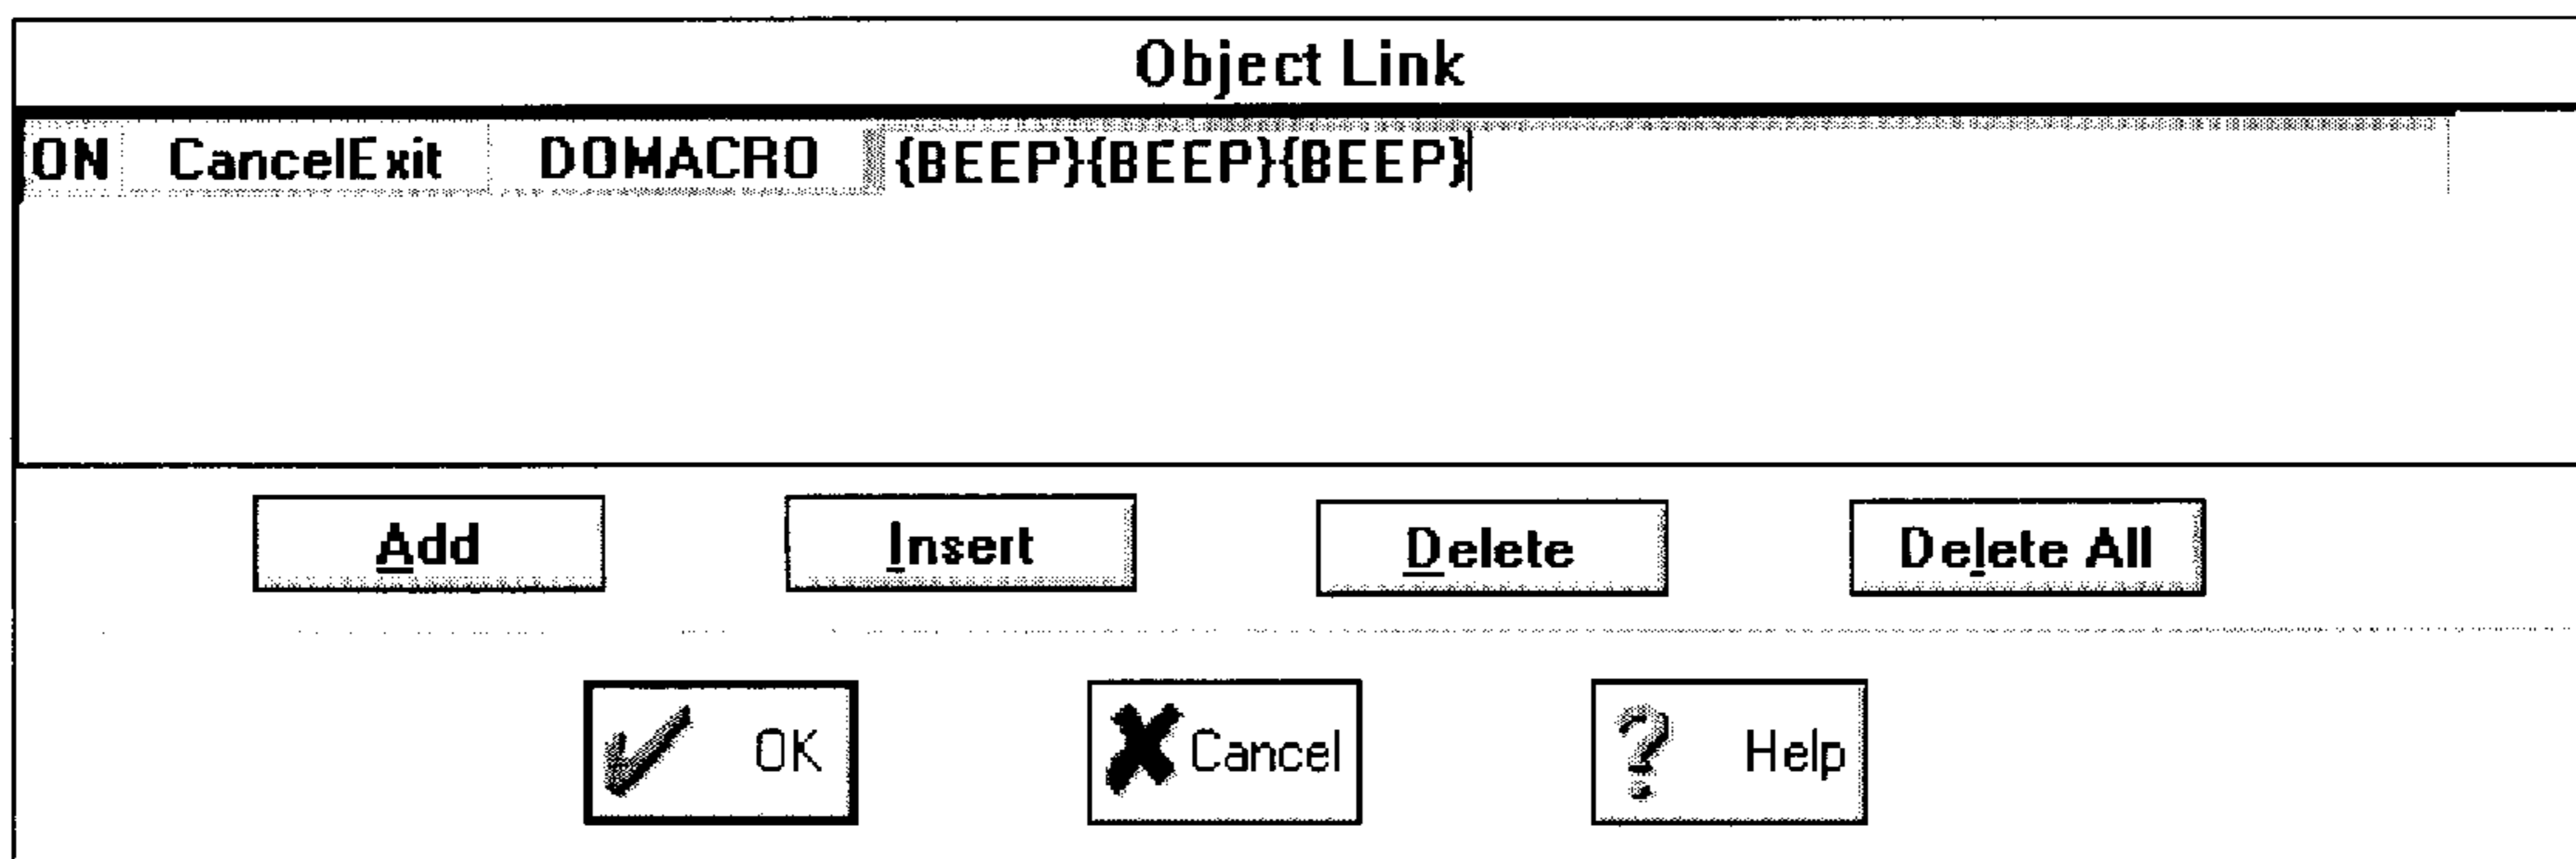 Object Link
ON CancelExit DOMACRO {BEEP}{BEEP}{BEEP}
Add Insert Delete Delete All
OK Cancel Help